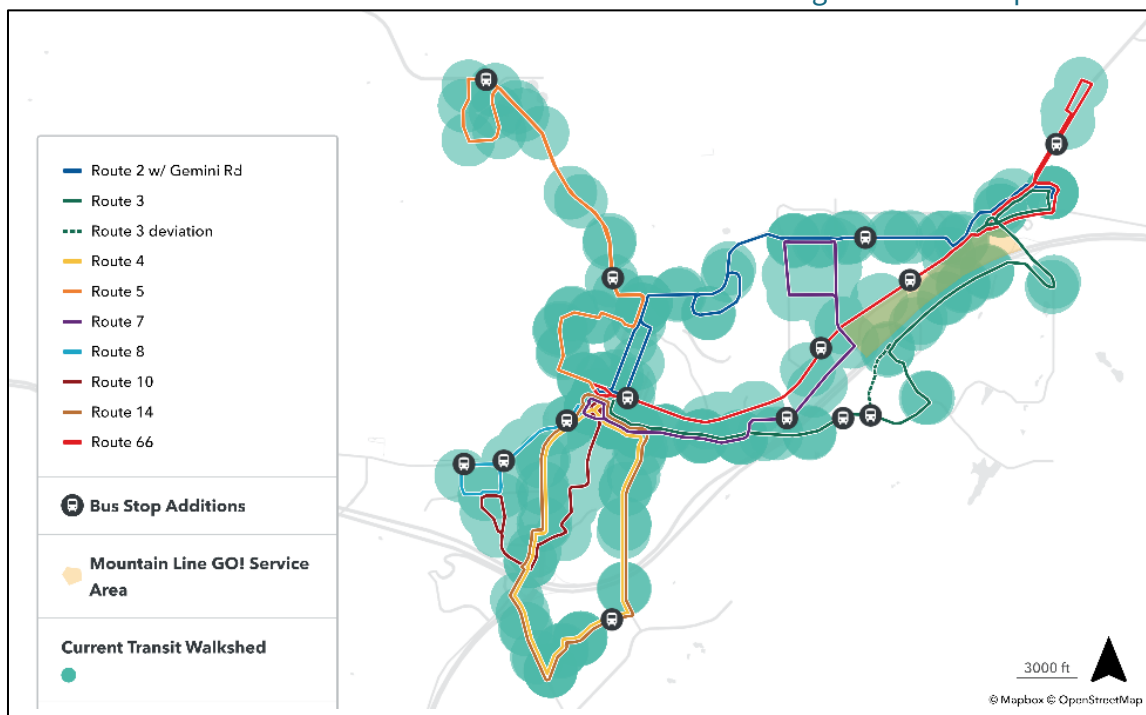 Route 2 w/ Gemini Rd
Route 3
Route 3 deviation
Route 4
Route 5
Route 7
Route 8
Route 10
Route 14
Route 66
Bus Stop Additions
Mountain Line GO! Service
Area
Current Transit Walkshed
3000 ft
© Mapbox © OpenStreetMap